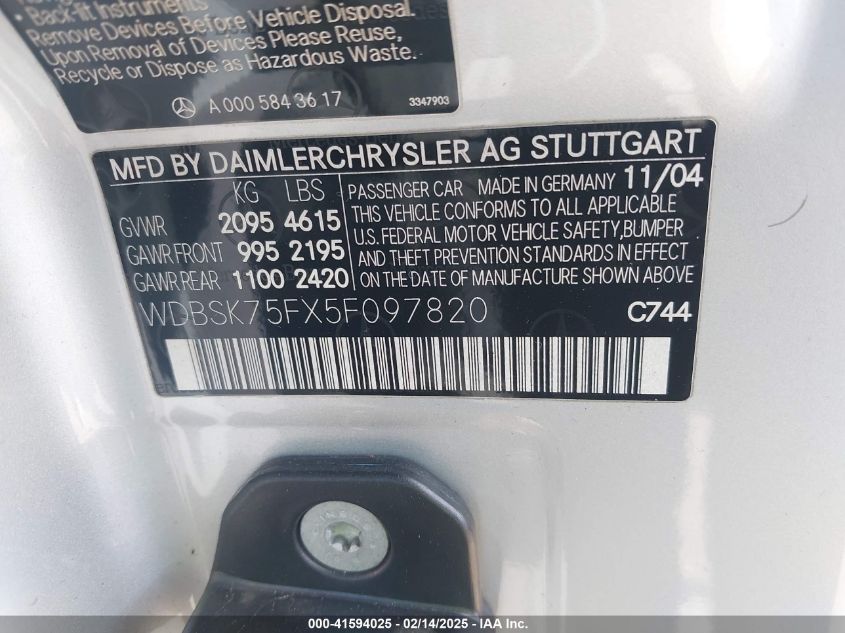 • Back-lit Instruments
Remove Devices Before Vehicle Disposal.
Upon Removal of Devices Please Reuse,
Recycle or Dispose as Hazardous Waste.
A 000 584 36 17 3347903
MFD BY DAIMLERCHRYSLER AG STUTTGART
KG LBS PASSENGER CAR MADE IN GERMANY 11/04
GVWR 2095 4615 THIS VEHICLE CONFORMS TO ALL APPLICABLE
U.S. FEDERAL MOTOR VEHICLE SAFETY,BUMPER
GAWR FRONT 995 2195 AND THEFT PREVENTION STANDARDS IN EFFECT
GAWR REAR 1100 2420 ON THE DATE OF MANUFACTURE SHOWN ABOVE
WDBSK75FX5F097820 C744
000-41594025 - 02/14/2025 - IAA Inc.